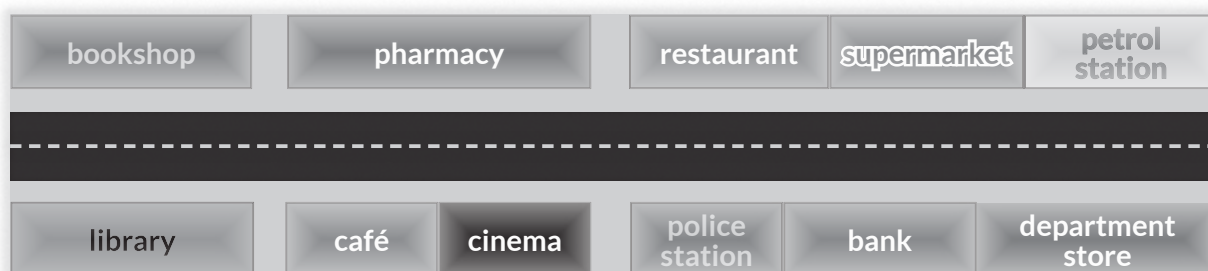 bookshop
pharmacy
restaurant
supermarket
petrol
station
library
café
cinema
police
station
bank
department
store